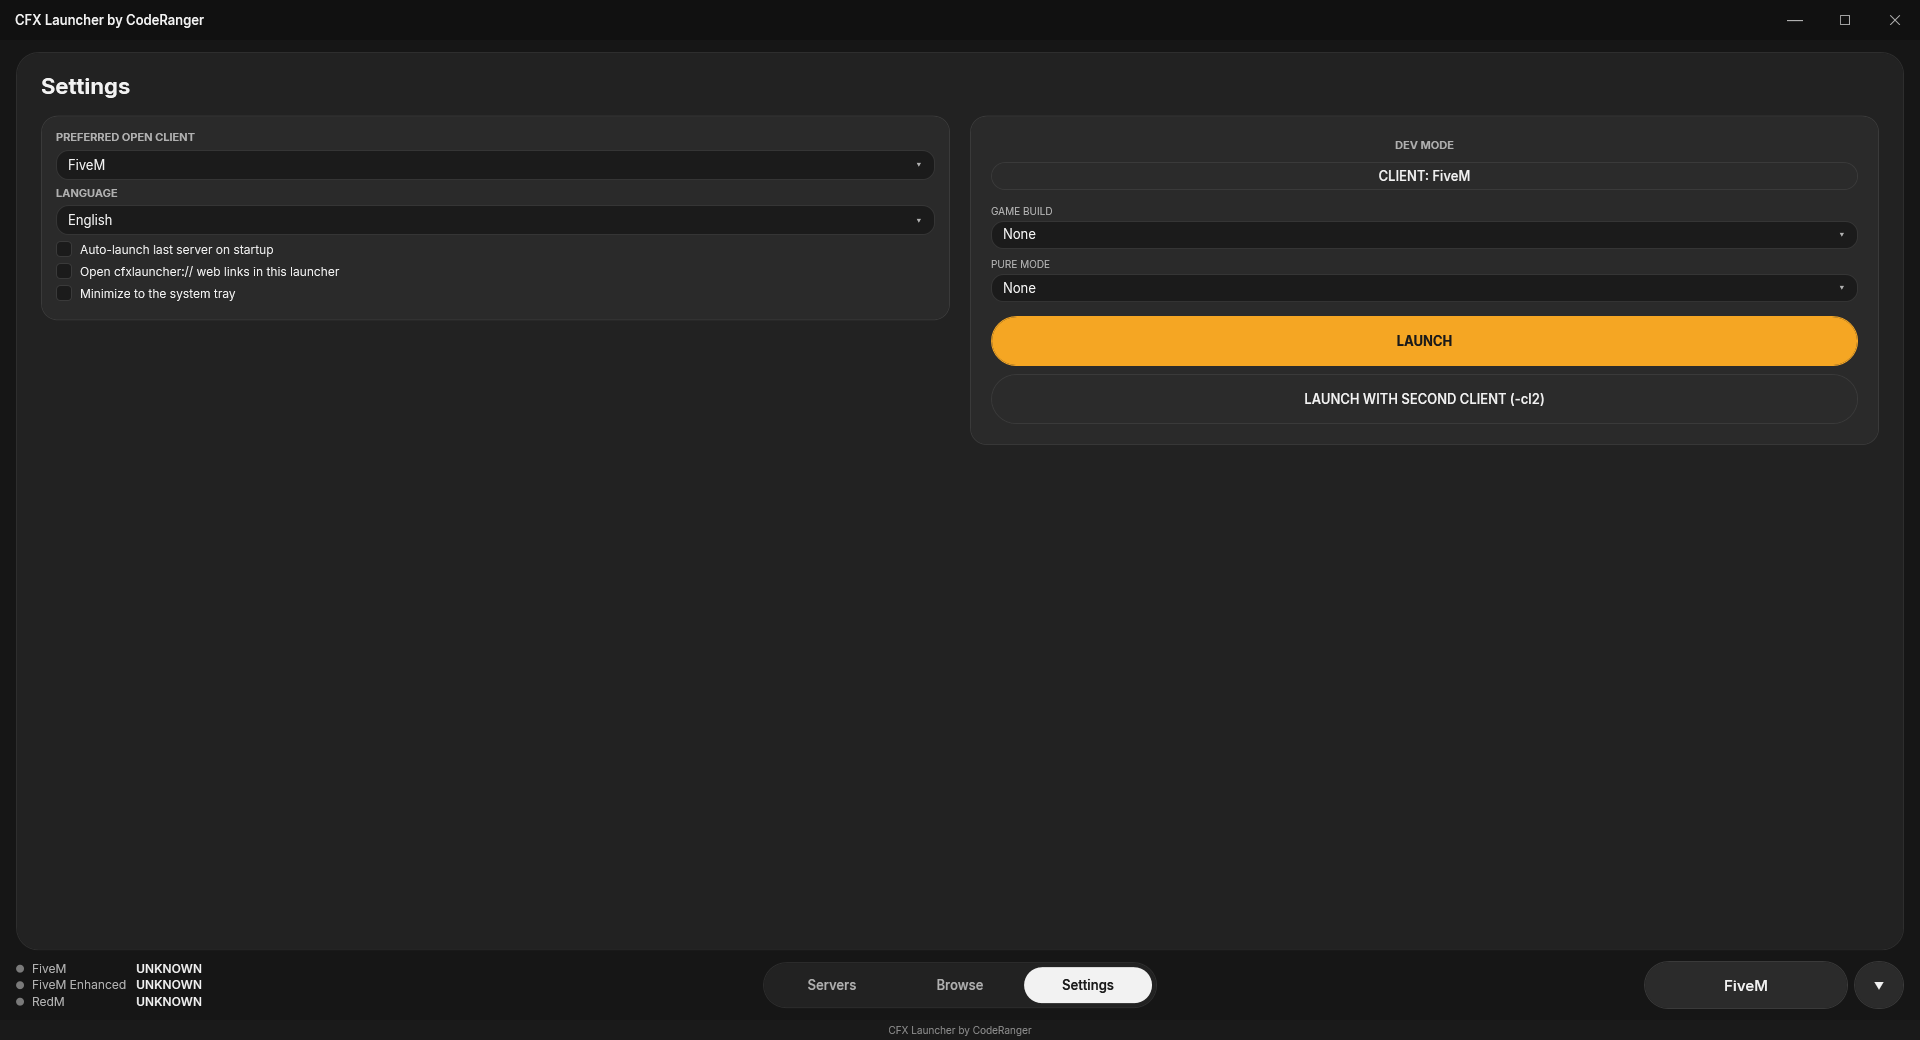 CFX Launcher by CodeRanger
Settings
PREFERRED OPEN CLIENT
FiveM
LANGUAGE
English
Auto-launch last server on startup
Open cfxlauncher:// web links in this launcher
Minimize to the system tray
DEV MODE
CLIENT: FiveM
GAME BUILD
None
PURE MODE
None
LAUNCH
LAUNCH WITH SECOND CLIENT (-cl2)
FiveM UNKNOWN
FiveM Enhanced UNKNOWN
RedM UNKNOWN
Servers Browse Settings
FiveM
CFX Launcher by CodeRanger